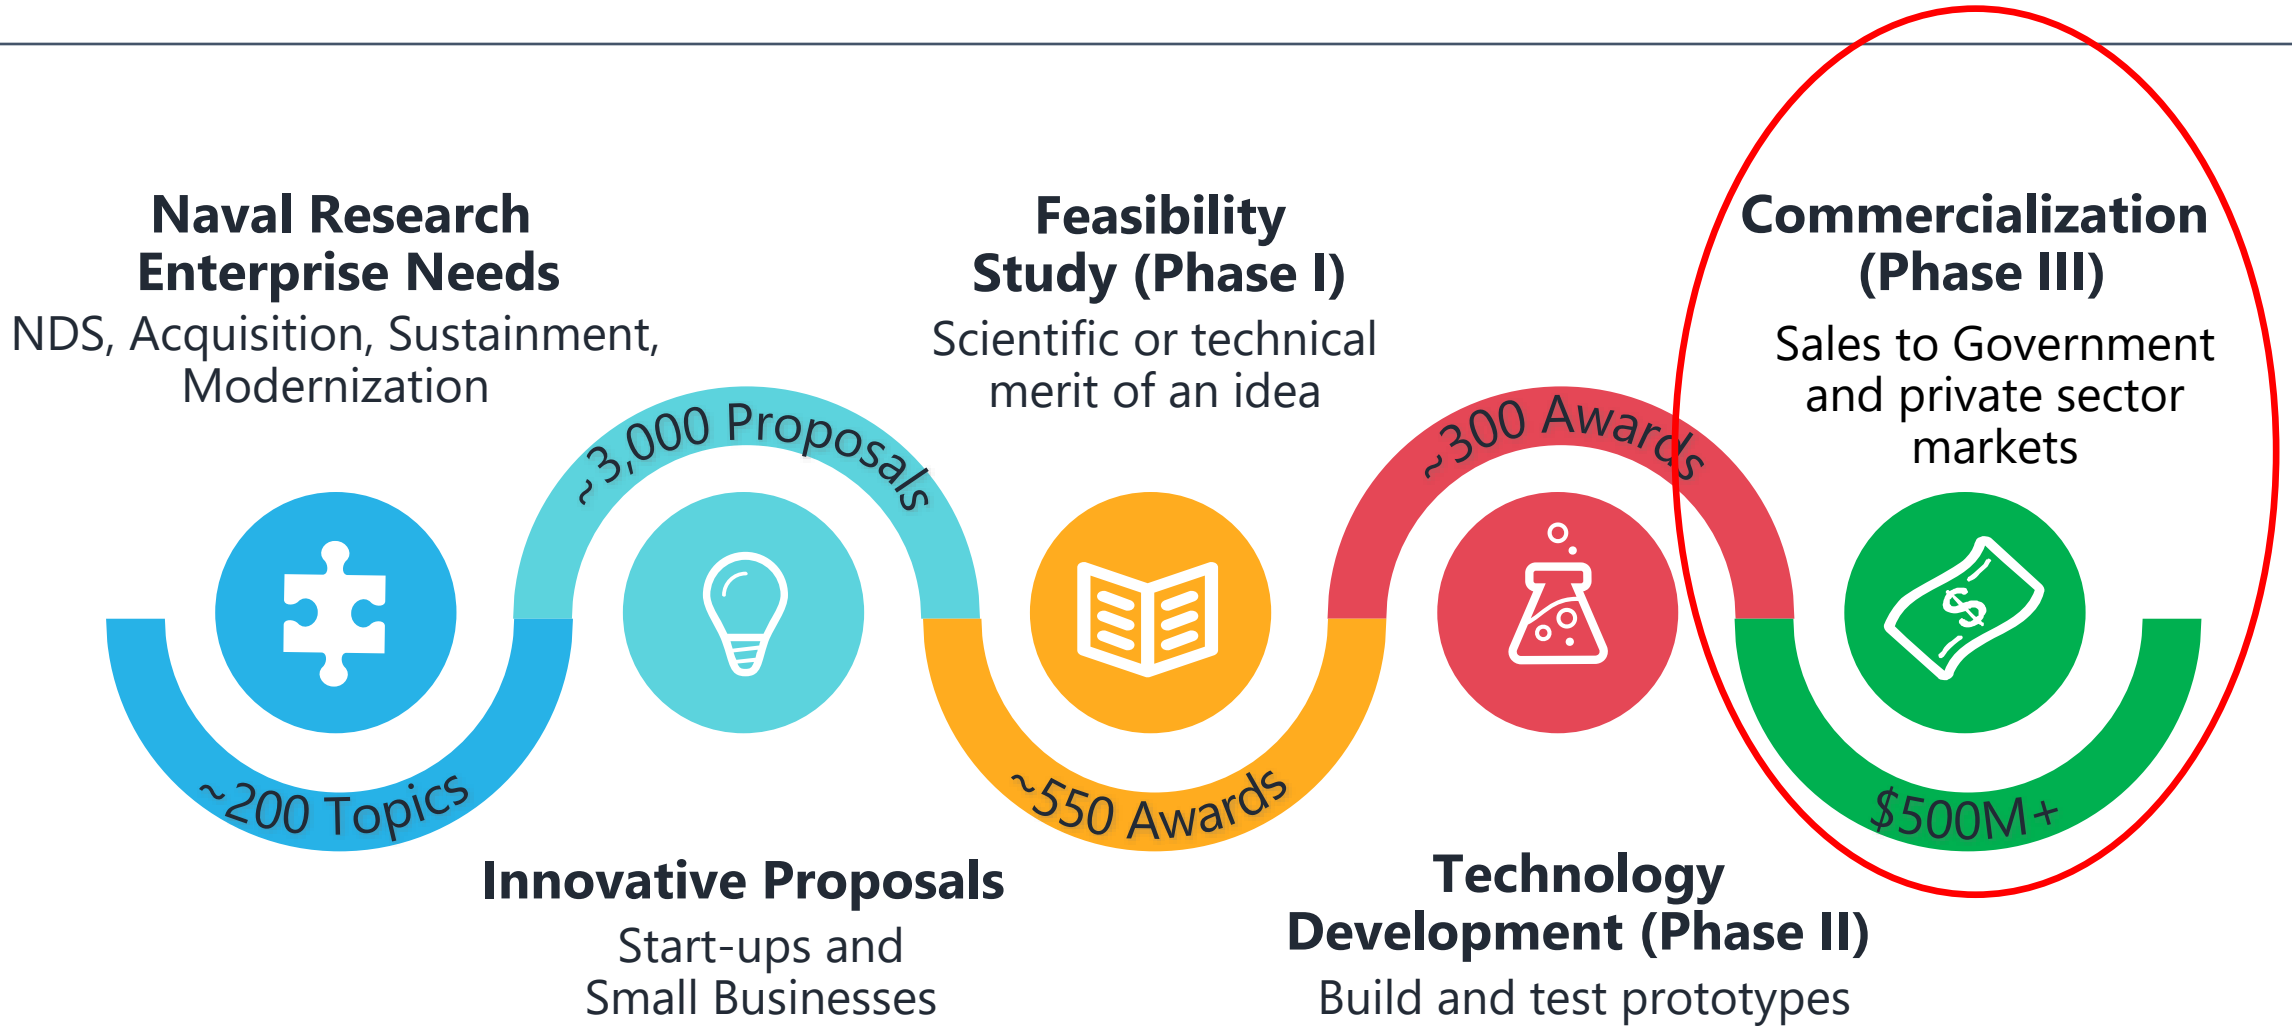 Naval Research
Enterprise Needs
NDS, Acquisition, Sustainment,
Modernization
~200 Topics
~3,000 Proposals
Innovative Proposals
Start-ups and
Small Businesses
Feasibility
Study (Phase I)
Scientific or technical
merit of an idea
~550 Awards
~300 Awards
Technology
Development (Phase II)
Build and test prototypes
Commercialization
(Phase III)
Sales to Government
and private sector
markets
$
$500M+